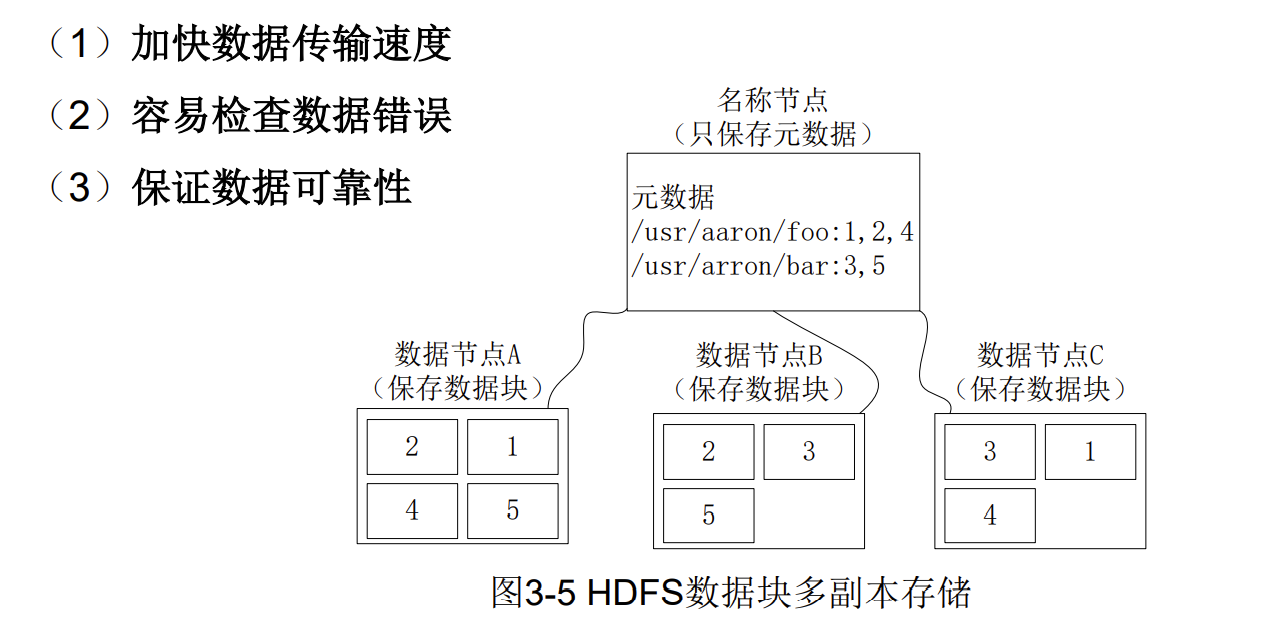 （1）加快数据传输速度
（2）容易检查数据错误
（3）保证数据可靠性
名称节点
（只保存元数据）
元数据
/usr/aaron/foo:1,2,4
/usr/arron/bar:3,5
数据节点A
（保存数据块）
2 1
4 5
数据节点B
（保存数据块）
2 3
5
数据节点C
（保存数据块）
3 1
4
图3-5 HDFS数据块多副本存储